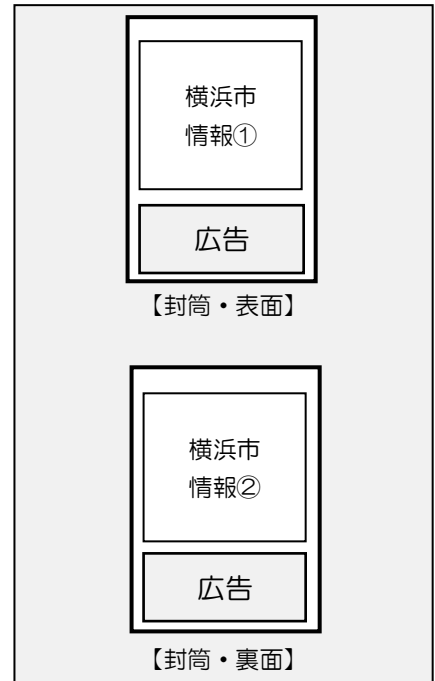 横浜市
情報①
広告
【封筒・表面】
横浜市
情報②
広告
【封筒・裏面】